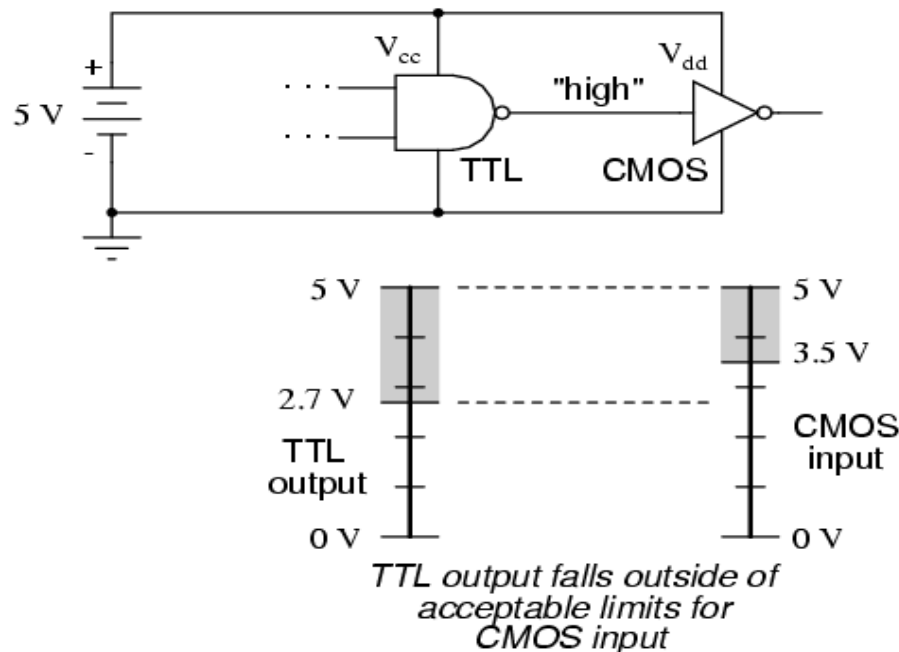 Vcc
Vdd
+
"high"
5 V
-
TTL
CMOS
5 V
5 V
3.5 V
2.7 V
TTL
output
CMOS
input
0 V
0 V
TTL output falls outside of
acceptable limits for
CMOS input